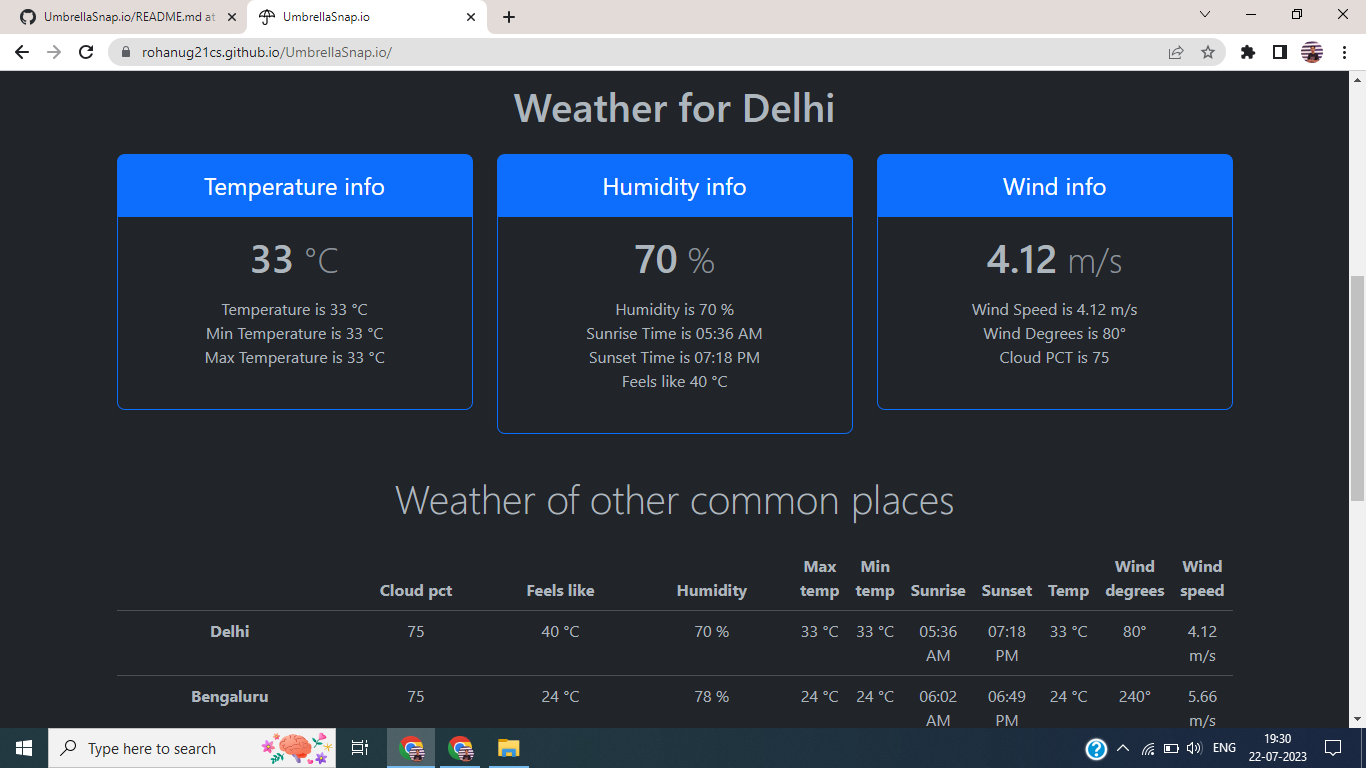 UmbrellaSnap.io/README.md at
UmbrellaSnap.io
rohanug21cs.github.io/UmbrellaSnap.io/
Weather for Delhi
Temperature info
33 °C
Temperature is 33 °C
Min Temperature is 33 °C
Max Temperature is 33 °C
Humidity info
70 %
Humidity is 70 %
Sunrise Time is 05:36 AM
Sunset Time is 07:18 PM
Feels like 40 °C
Wind info
4.12 m/s
Wind Speed is 4.12 m/s
Wind Degrees is 80°
Cloud PCT is 75
Weather of other common places
Cloud pct Feels like Humidity Max temp Min temp Sunrise Sunset Temp Wind degrees Wind speed
Delhi 75 40 °C 70 % 33 °C 33 °C 05:36 AM 07:18 PM 33 °C 80° 4.12 m/s
Bengaluru 75 24 °C 78 % 24 °C 24 °C 06:02 AM 06:49 PM 24 °C 240° 5.66 m/s
Type here to search
ENG
19:30
22-07-2023